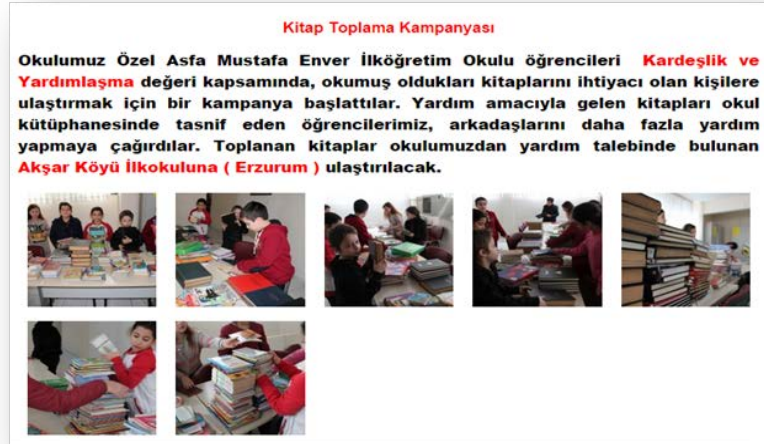 Kitap Toplama Kampanyası
Okulumuz Özel Asfa Mustafa Enver İlköğretim Okulu öğrencileri Kardeşlik ve
Yardımlaşma değeri kapsamında, okumuş oldukları kitaplarını ihtiyacı olan kişilere
ulaştırmak için bir kampanya başlattılar. Yardım amacıyla gelen kitapları okul
kütüphanesinde tasnif eden öğrencilerimiz, arkadaşlarını daha fazla yardım
yapmaya çağırdılar. Toplanan kitaplar okulumuzdan yardım talebinde bulunan
Akşar Köyü İlkokuluna ( Erzurum ) ulaştırılacak.